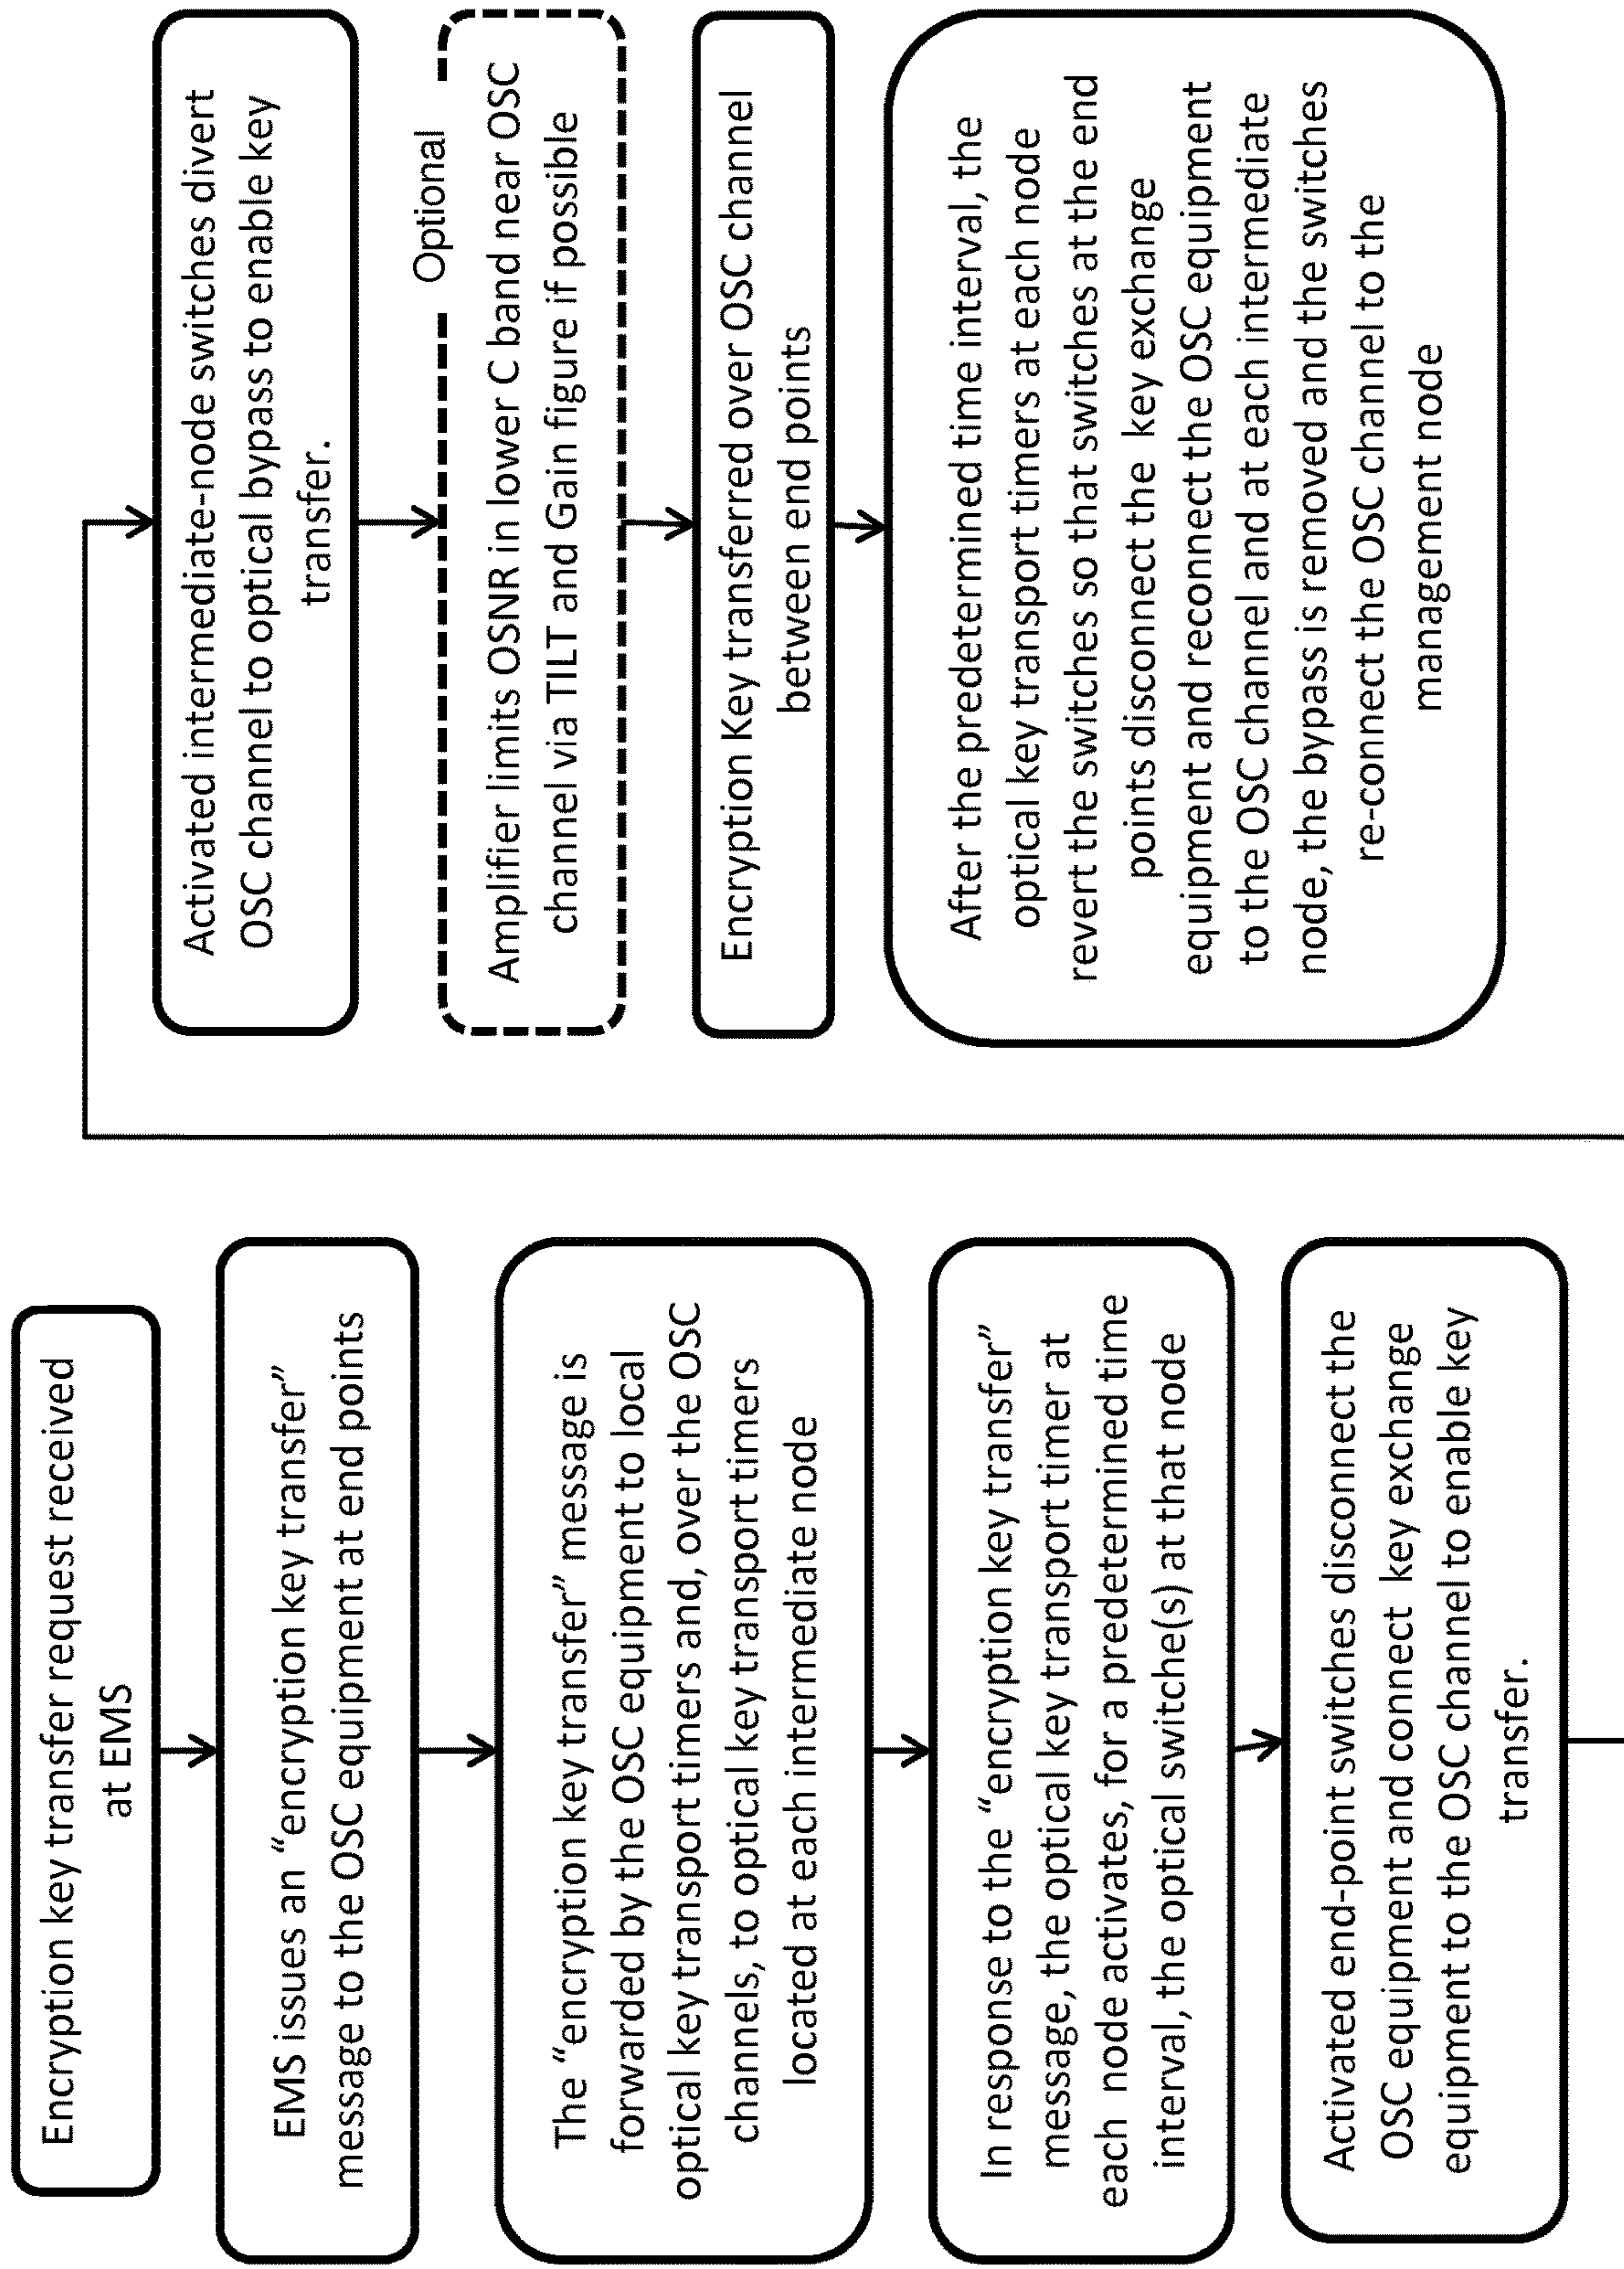 Encryption key transfer request received
at EMS
EMS issues an “encryption key transfer”
message to the OSC equipment at end points
The “encryption key transfer” message is
forwarded by the OSC equipment to local
optical key transport timers and, over the OSC
channels, to optical key transport timers
located at each intermediate node
In response to the “encryption key transfer”
message, the optical key transport timer at
each node activates, for a predetermined time
interval, the optical switche(s) at that node
Activated end-point switches disconnect the
OSC equipment and connect key exchange
equipment to the OSC channel to enable key
transfer.
Activated intermediate-node switches divert
OSC channel to optical bypass to enable key
transfer.
Optional
Amplifier limits OSNR in lower C band near OSC
channel via TILT and Gain figure if possible
Encryption Key transferred over OSC channel
between end points
After the predetermined time interval, the
optical key transport timers at each node
revert the switches so that switches at the end
points disconnect the key exchange
equipment and reconnect the OSC equipment
to the OSC channel and at each intermediate
node, the bypass is removed and the switches
re-connect the OSC channel to the
management node